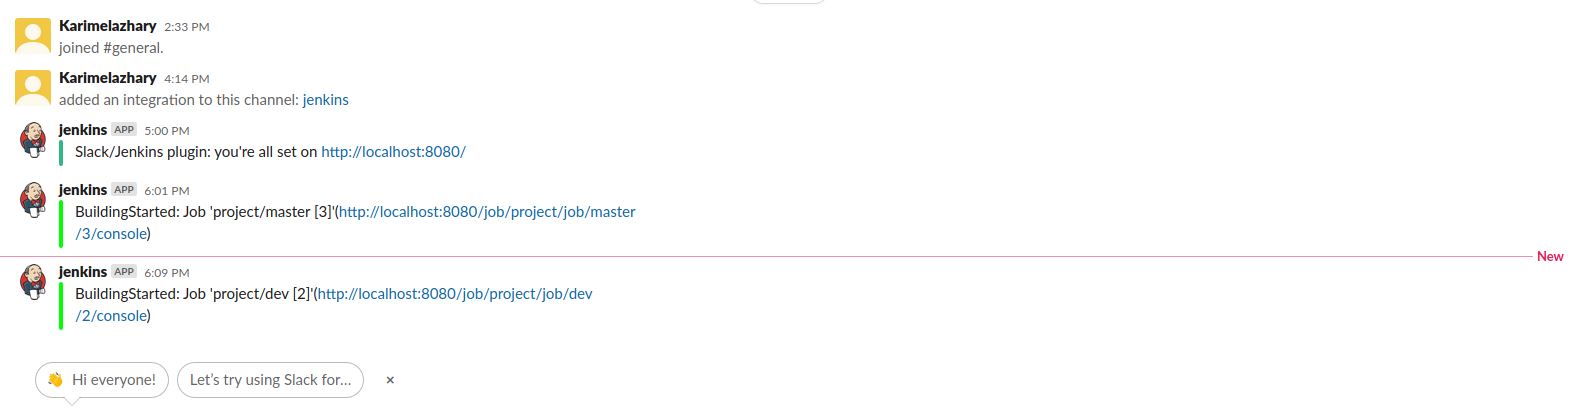 Karimelazhary 2:33 PM
joined #general.
Karimelazhary 4:14 PM
added an integration to this channel: jenkins
jenkins APP 5:00 PM
Slack/Jenkins plugin: you're all set on http://localhost:8080/
jenkins APP 6:01 PM
BuildingStarted: Job 'project/master [3]'(http://localhost:8080/job/project/job/master
/3/console)
New
jenkins APP 6:09 PM
BuildingStarted: Job 'project/dev [2]'(http://localhost:8080/job/project/job/dev
/2/console)
👋 Hi everyone! Let’s try using Slack for... ×